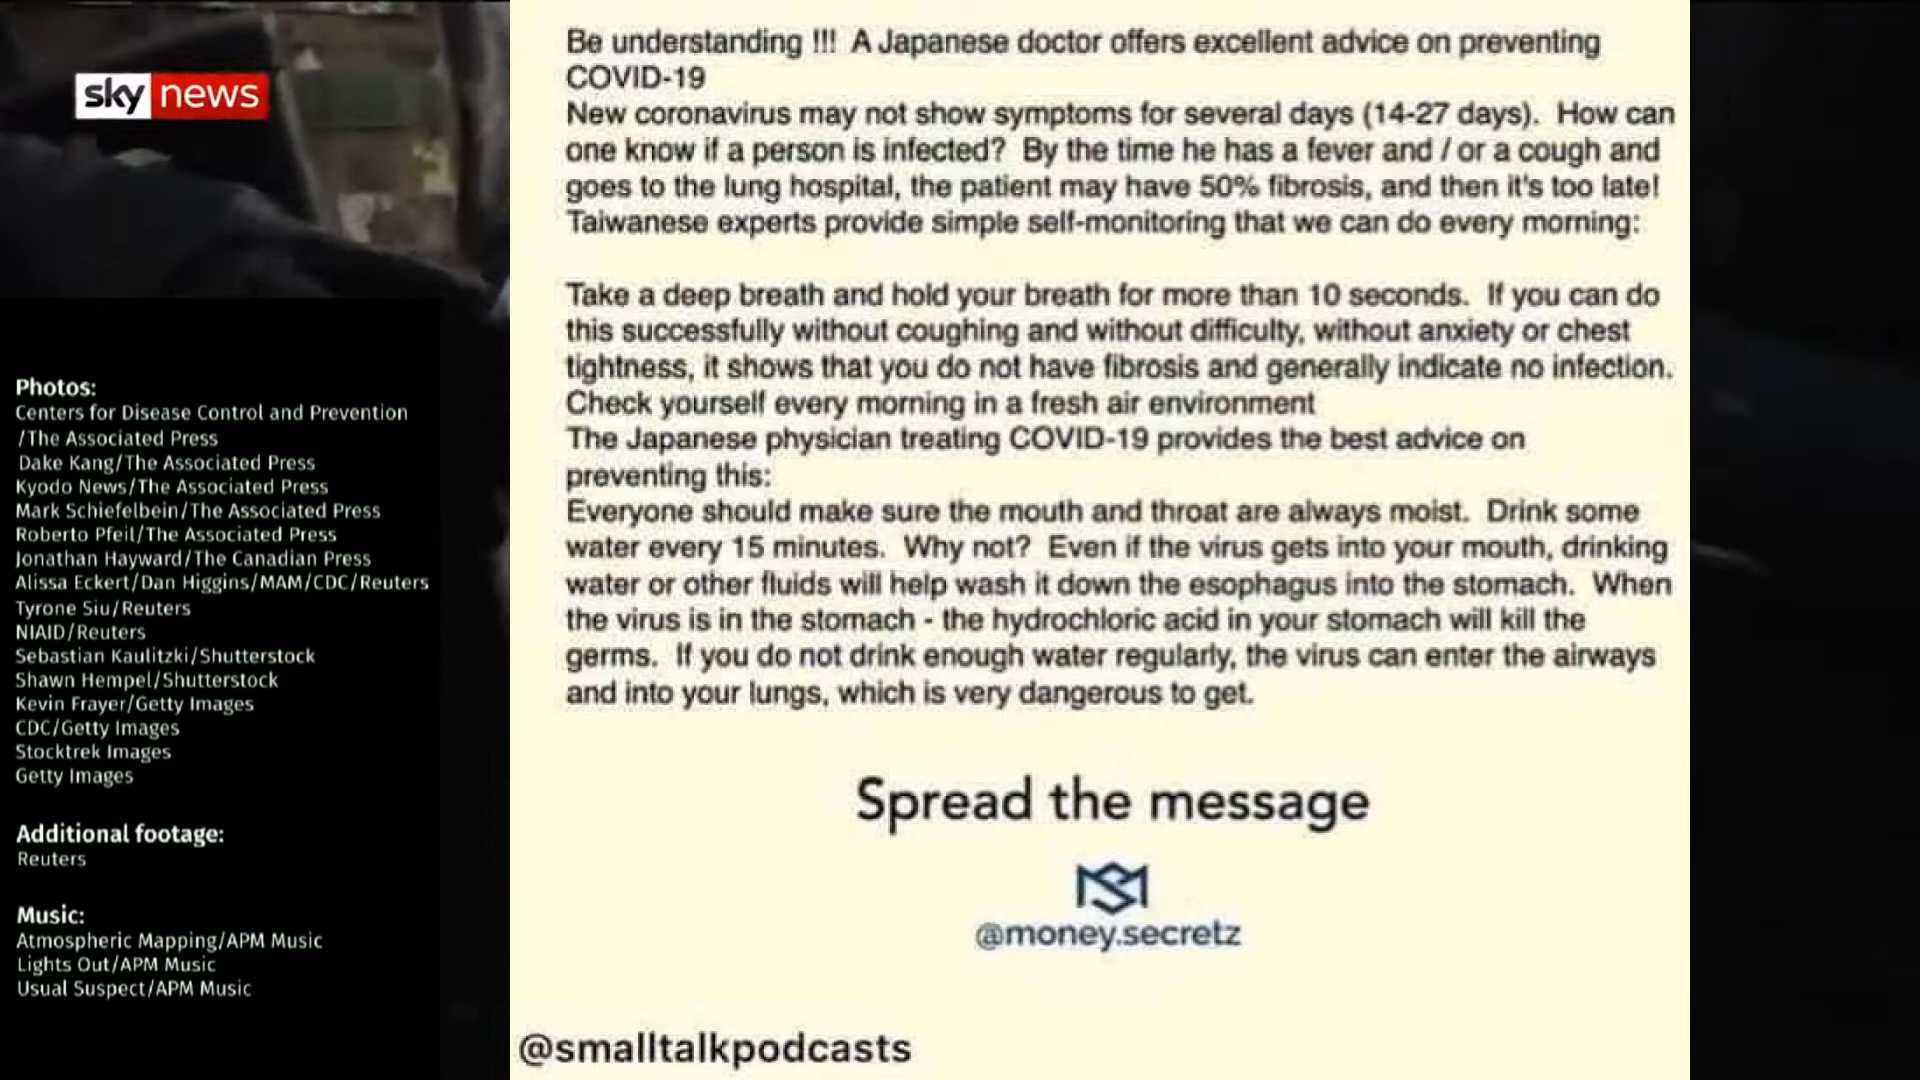 sky news
Photos:
Centers for Disease Control and Prevention
/The Associated Press
Dake Kang/The Associated Press
Kyodo News/The Associated Press
Mark Schiefelbein/The Associated Press
Roberto Pfeil/The Associated Press
Jonathan Hayward/The Canadian Press
Alissa Eckert/Dan Higgins/MAM/CDC/Reuters
Tyrone Siu/Reuters
NIAID/Reuters
Sebastian Kaulitzki/Shutterstock
Shawn Hempel/Shutterstock
Kevin Frayer/Getty Images
CDC/Getty Images
Stocktrek Images
Getty Images
Additional footage:
Reuters
Music:
Atmospheric Mapping/APM Music
Lights Out/APM Music
Usual Suspect/APM Music
Be understanding !!! A Japanese doctor offers excellent advice on preventing
COVID-19
New coronavirus may not show symptoms for several days (14-27 days). How can
one know if a person is infected? By the time he has a fever and / or a cough and
goes to the lung hospital, the patient may have 50% fibrosis, and then it's too late!
Taiwanese experts provide simple self-monitoring that we can do every morning:
Take a deep breath and hold your breath for more than 10 seconds. If you can do
this successfully without coughing and without difficulty, without anxiety or chest
tightness, it shows that you do not have fibrosis and generally indicate no infection.
Check yourself every morning in a fresh air environment
The Japanese physician treating COVID-19 provides the best advice on
preventing this:
Everyone should make sure the mouth and throat are always moist. Drink some
water every 15 minutes. Why not? Even if the virus gets into your mouth, drinking
water or other fluids will help wash it down the esophagus into the stomach. When
the virus is in the stomach - the hydrochloric acid in your stomach will kill the
germs. If you do not drink enough water regularly, the virus can enter the airways
and into your lungs, which is very dangerous to get.
Spread the message
@money.secretz
@smalltalkpodcasts